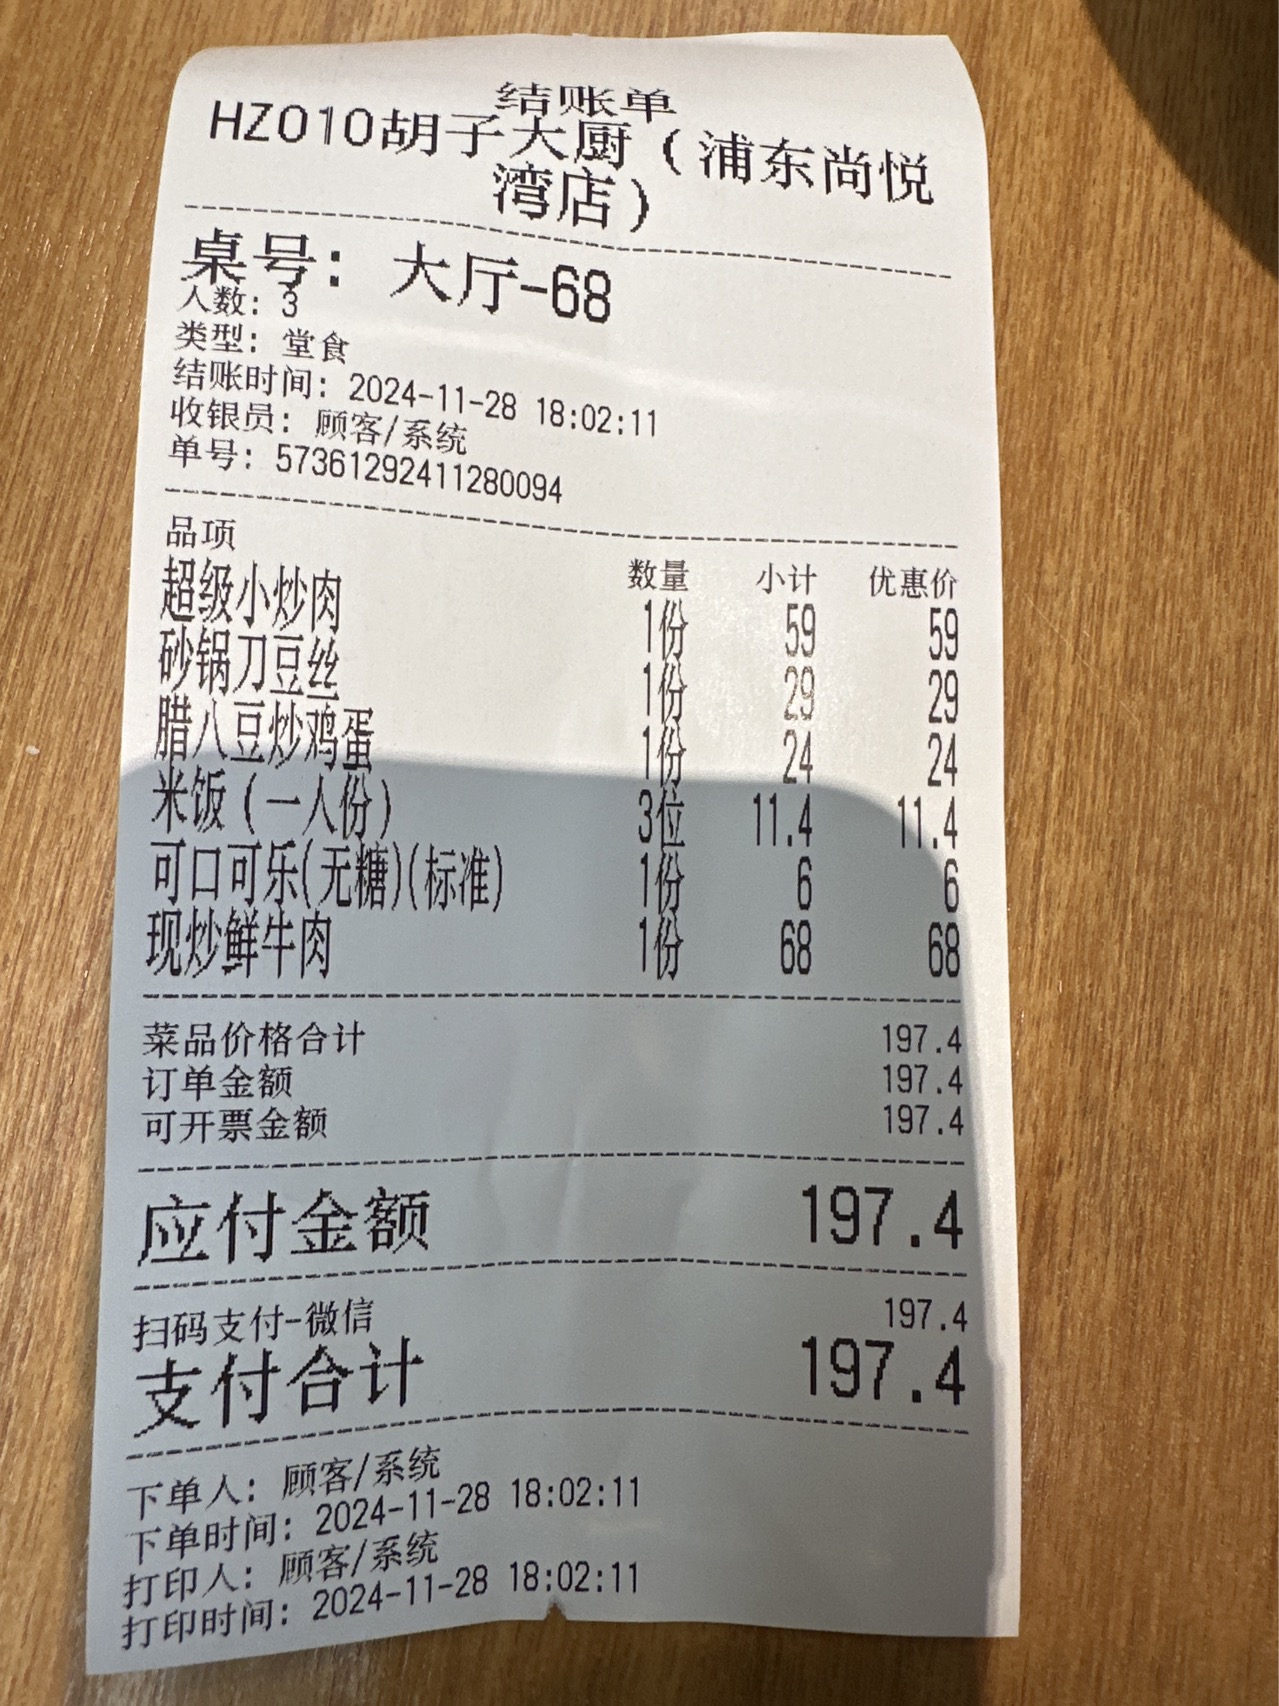 结账单
HZ010胡子大厨（浦东尚悦
湾店）
桌号： 大厅-68
人数: 3
类型: 堂食
结账时间: 2024-11-28 18:02:11
收银员: 顾客/系统
单号: 57361292411280094
品项 数量 小计 优惠价
超级小炒肉 1份 59 59
砂锅刀豆丝 1份 29 29
腊八豆炒鸡蛋 1份 24 24
米饭（一人份） 3位 11.4 11.4
可口可乐(无糖)(标准) 1份 6 6
现炒鲜牛肉 1份 68 68
菜品价格合计 197.4
订单金额 197.4
可开票金额 197.4
应付金额 197.4
扫码支付-微信 197.4
支付合计 197.4
下单人: 顾客/系统
下单时间: 2024-11-28 18:02:11
打印人: 顾客/系统
打印时间: 2024-11-28 18:02:11